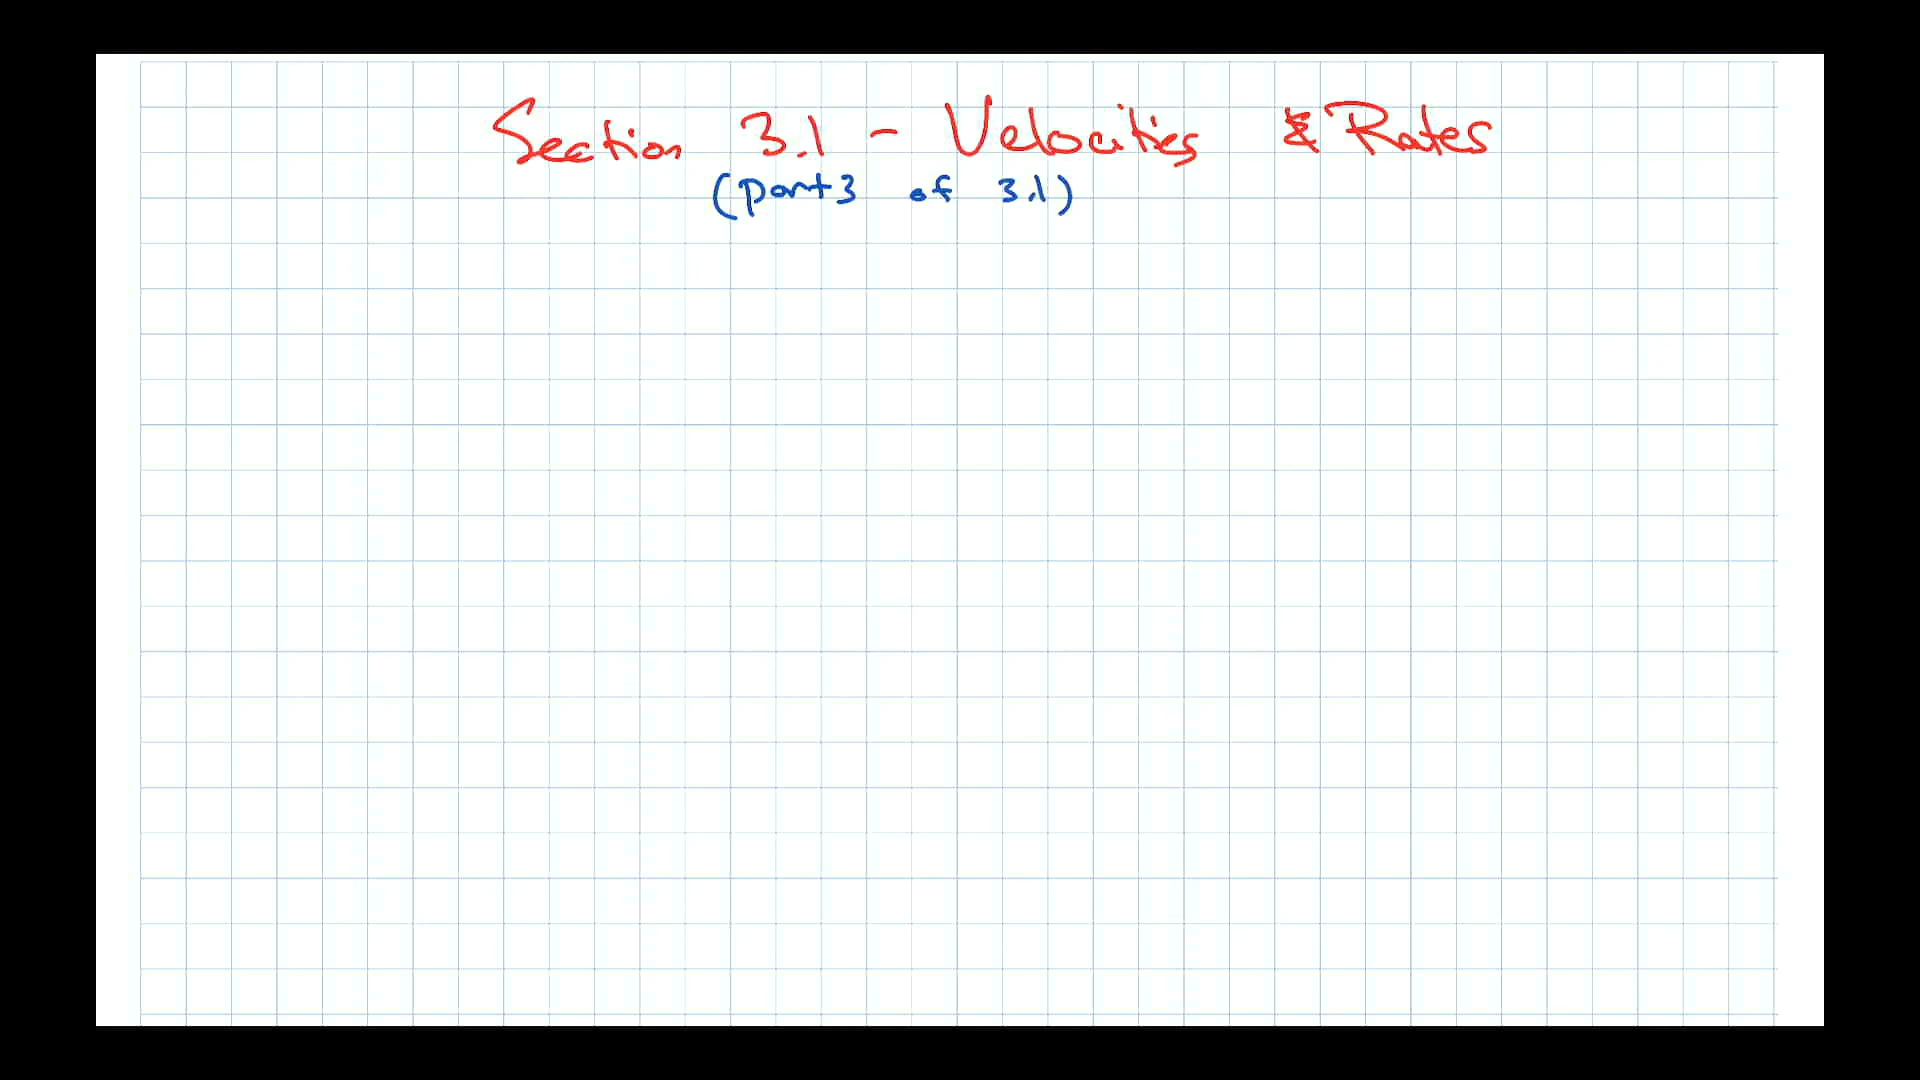 Section 3.1 - Velocities & Rates
(part 3 of 3.1)